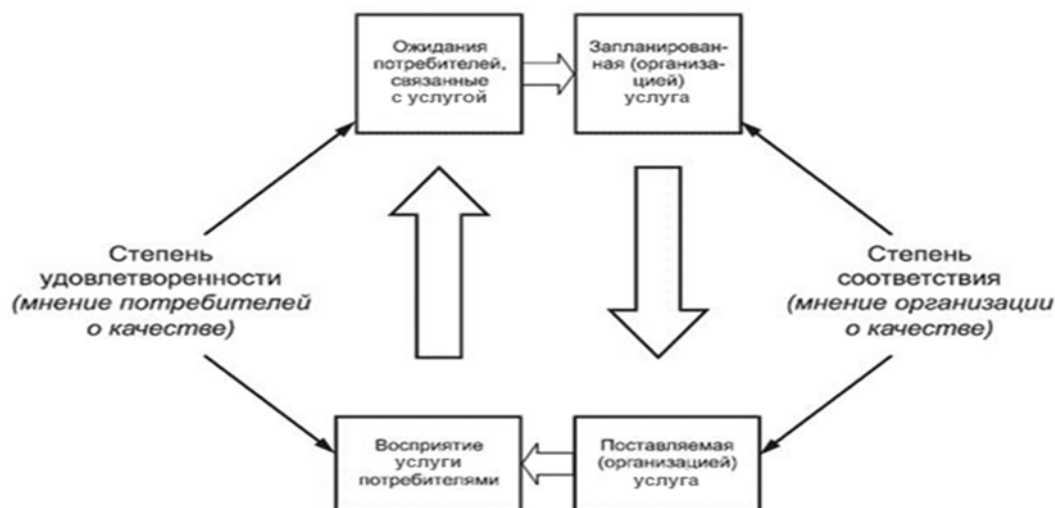 Ожидания
потребителей,
связанные
с услугой
Запланирован-
ная (организа-
цией)
услуга
Степень
удовлетворенности
(мнение потребителей
о качестве)
Степень
соответствия
(мнение организации
о качестве)
Восприятие
услуги
потребителями
Поставляемая
(организацией)
услуга